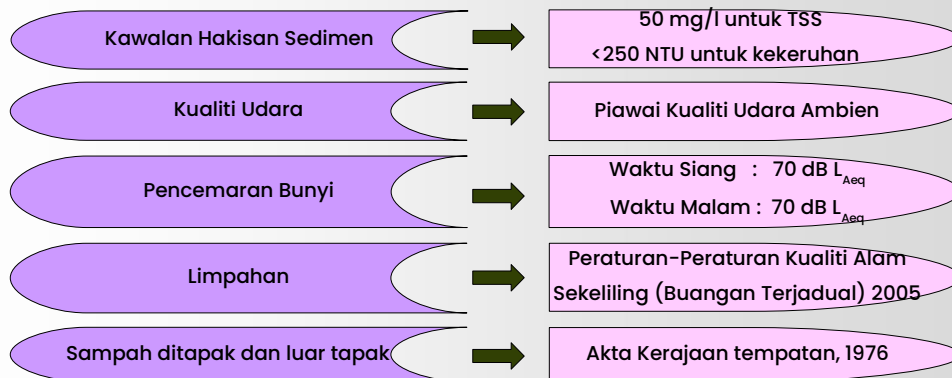 Kawalan Hakisan Sedimen
50 mg/l untuk TSS
<250 NTU untuk kekeruhan
Kualiti Udara
Piawai Kualiti Udara Ambien
Pencemaran Bunyi
Waktu Siang : 70 dB LAeq
Waktu Malam : 70 dB LAeq
Limpahan
Peraturan-Peraturan Kualiti Alam
Sekeliling (Buangan Terjadual) 2005
Sampah ditapak dan luar tapak
Akta Kerajaan tempatan, 1976